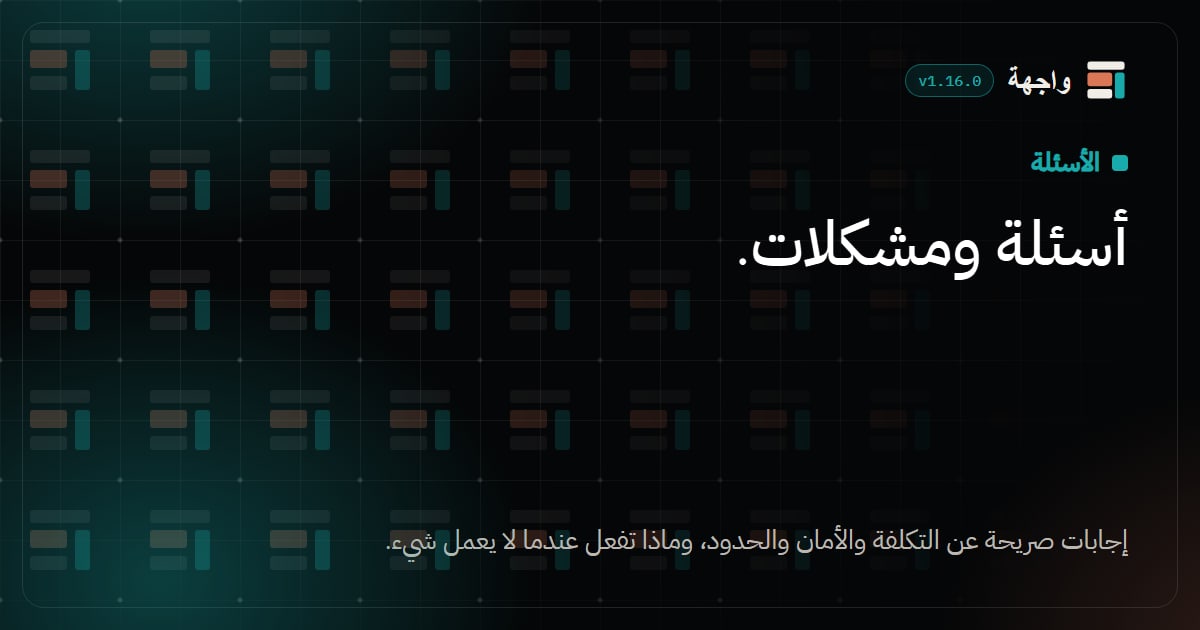 واجهة v1.16.0
الأسئلة
أسئلة ومشكلات.
إجابات صريحة عن التكلفة والأمان والحدود، وماذا تفعل عندما لا يعمل شيء.